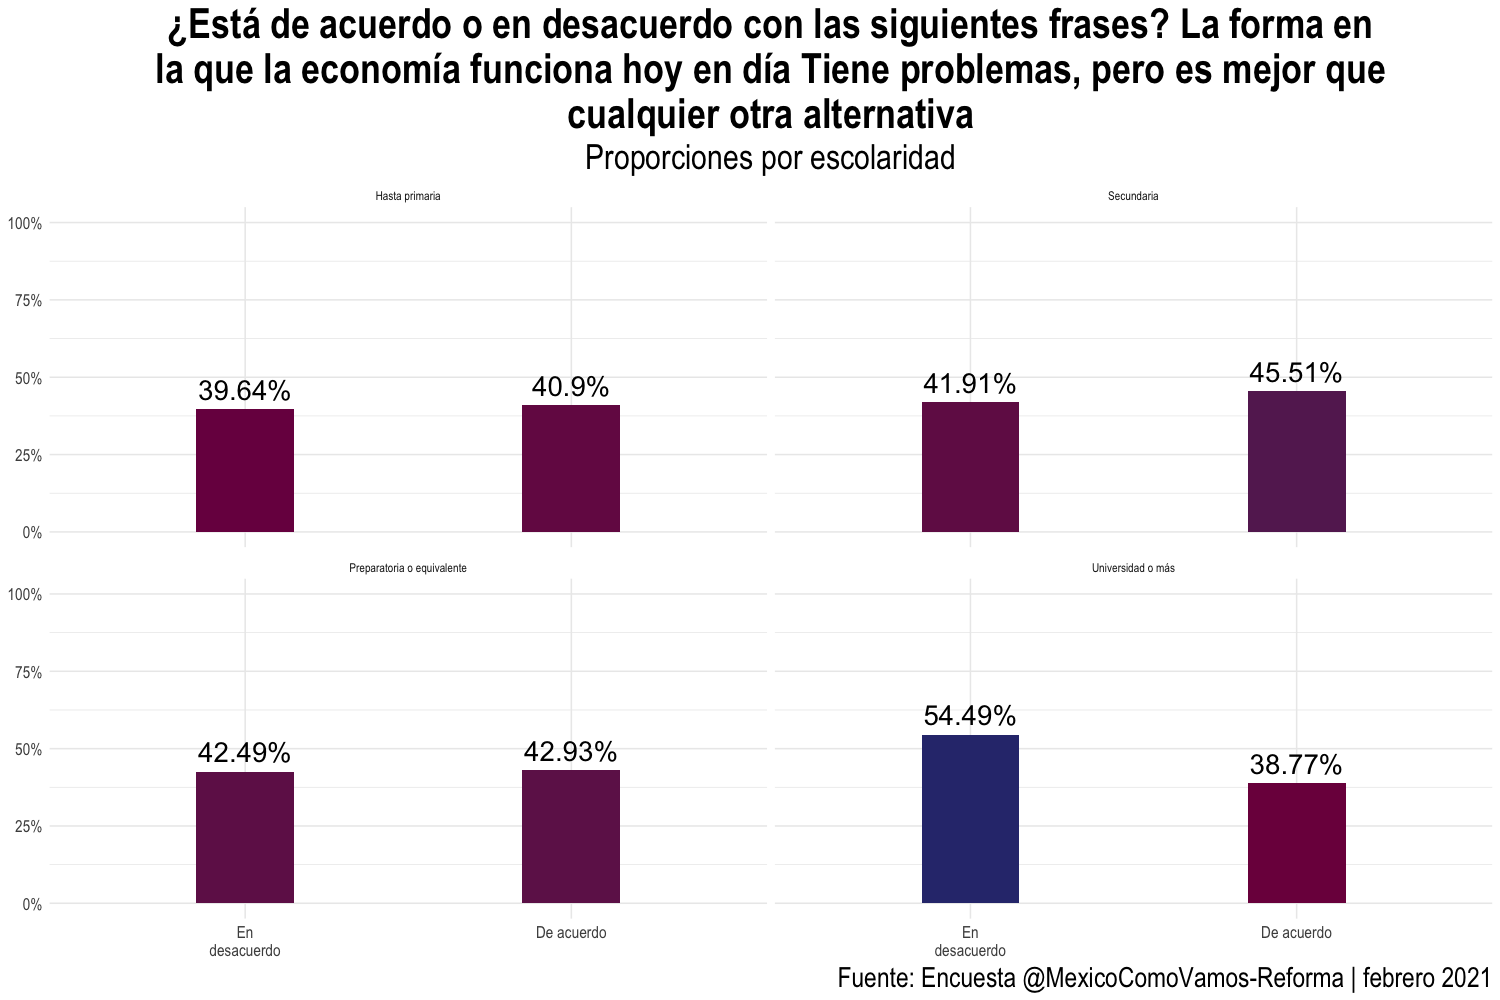 ¿Está de acuerdo o en desacuerdo con las siguientes frases? La forma en
la que la economía funciona hoy en día Tiene problemas, pero es mejor que
cualquier otra alternativa
Proporciones por escolaridad
Hasta primaria
Secundaria
100%
75%
50%
25%
0%
39.64%
40.9%
41.91%
45.51%
Preparatoria o equivalente
Universidad o más
100%
75%
50%
25%
0%
42.49%
42.93%
54.49%
38.77%
En
desacuerdo
De acuerdo
En
desacuerdo
De acuerdo
Fuente: Encuesta @MexicoComoVamos-Reforma | febrero 2021